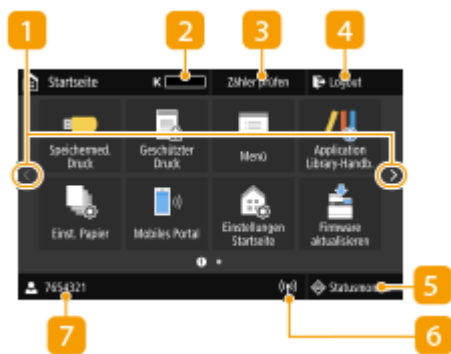 1 2 3 4
Startseite K Zähler prüfen Logout
Speichermed. Druck
Geschützter Druck
Menü
Application Library-Handb.
Einst. Papier
Mobiles Portal
Einstellungen Startseite
Firmware aktualisieren
7654321 Statusmon
5
7 6